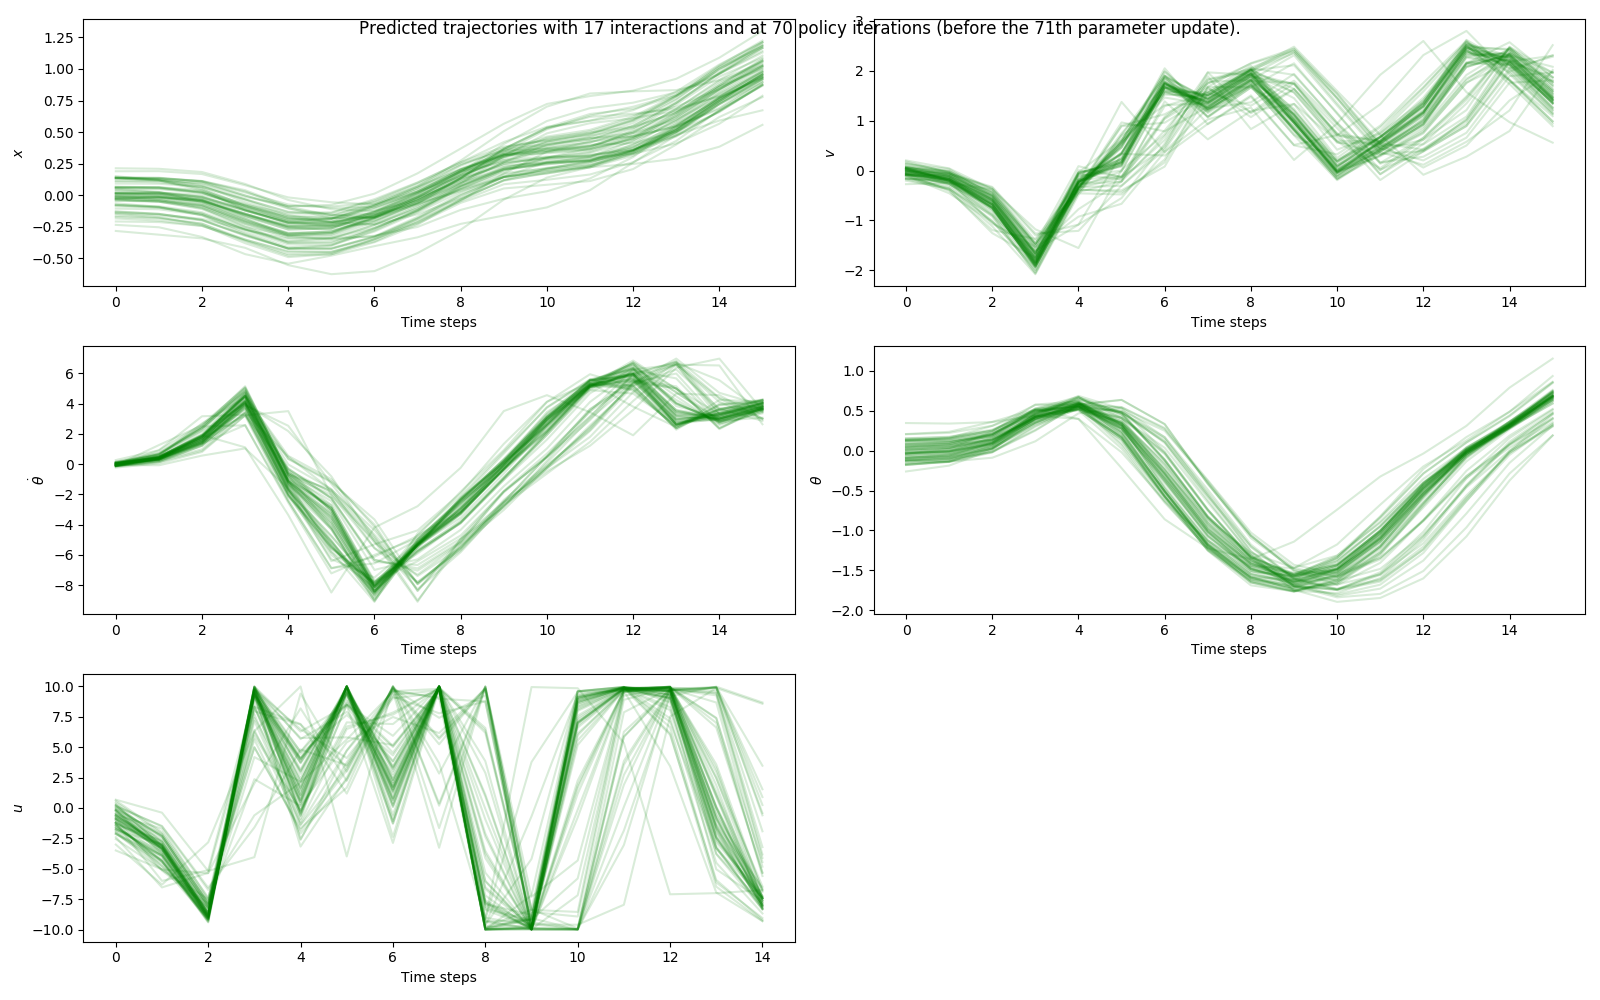 Predicted trajectories with 17 interactions and at 70 policy iterations (before the 71th parameter update).
1.25
1.00
0.75
0.50
0.25
0.00
−0.25
−0.50
x
0 2 4 6 8 10 12 14
Time steps
3
2
1
0
−1
−2
v
0 2 4 6 8 10 12 14
Time steps
6
4
2
0
−2
−4
−6
−8
θ̇
0 2 4 6 8 10 12 14
Time steps
1.0
0.5
0.0
−0.5
−1.0
−1.5
−2.0
θ
0 2 4 6 8 10 12 14
Time steps
10.0
7.5
5.0
2.5
0.0
−2.5
−5.0
−7.5
−10.0
u
0 2 4 6 8 10 12 14
Time steps